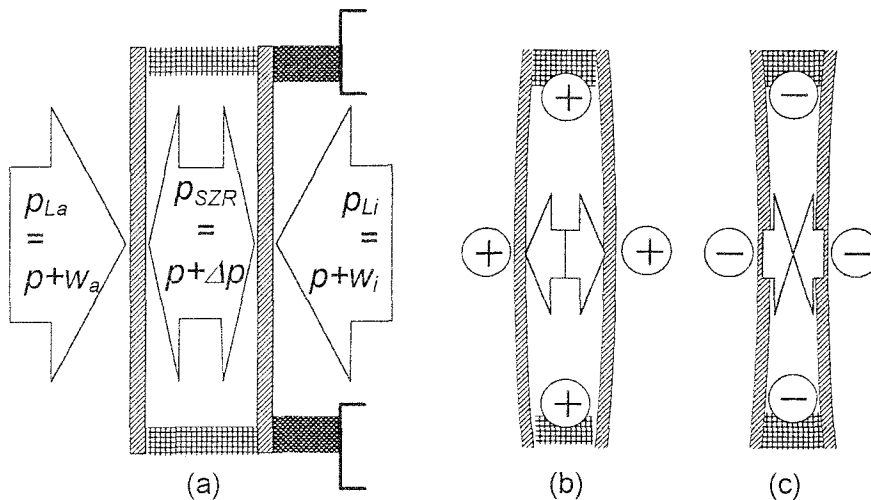 p_La
=
p+w_a
p_SZR
=
p+Δp
p_Li
=
p+w_i
+
+
+
+
−
−
−
−
(a)
(b)
(c)